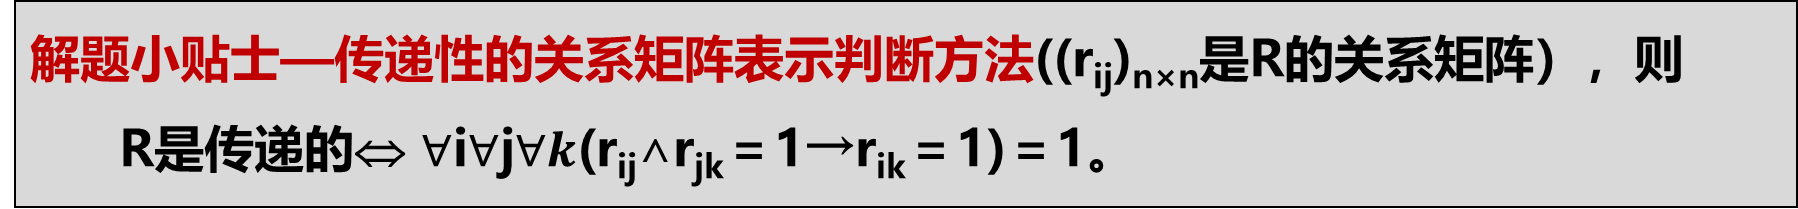 解题小贴士—传递性的关系矩阵表示判断方法((rij)n×n是R的关系矩阵），则
R是传递的⇔ ∀i∀j∀k(rij∧rjk = 1→rik = 1) = 1。